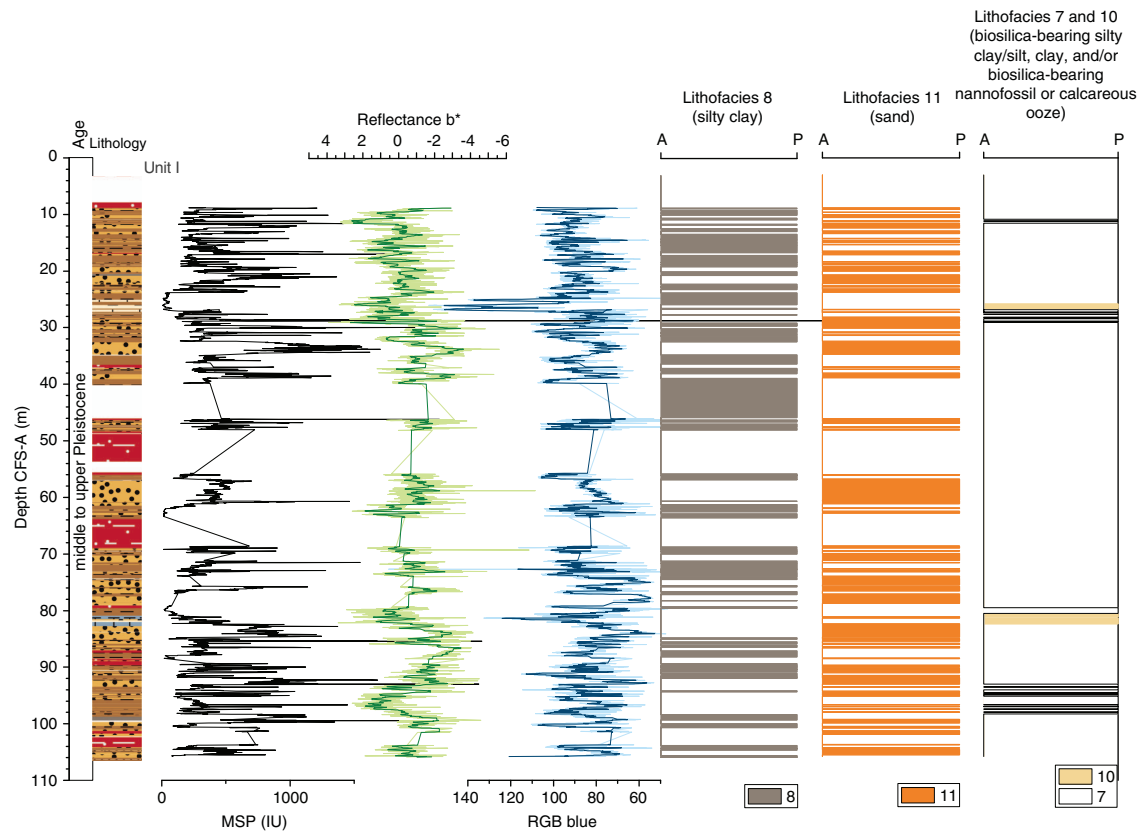 Lithofacies 7 and 10
(biosilica-bearing silty
clay/silt, clay, and/or
biosilica-bearing
nannofossil or calcareous
ooze)
Lithofacies 8
(silty clay)
Lithofacies 11
(sand)
Reflectance b*
4 2 0 -2 -4 -6
A P
A P
A P
Age
Lithology
Unit I
Depth CFS-A (m)
middle to upper Pleistocene
0
10
20
30
40
50
60
70
80
90
100
110
0 1000
MSP (IU)
140 120 100 80 60
RGB blue
8
11
10
7